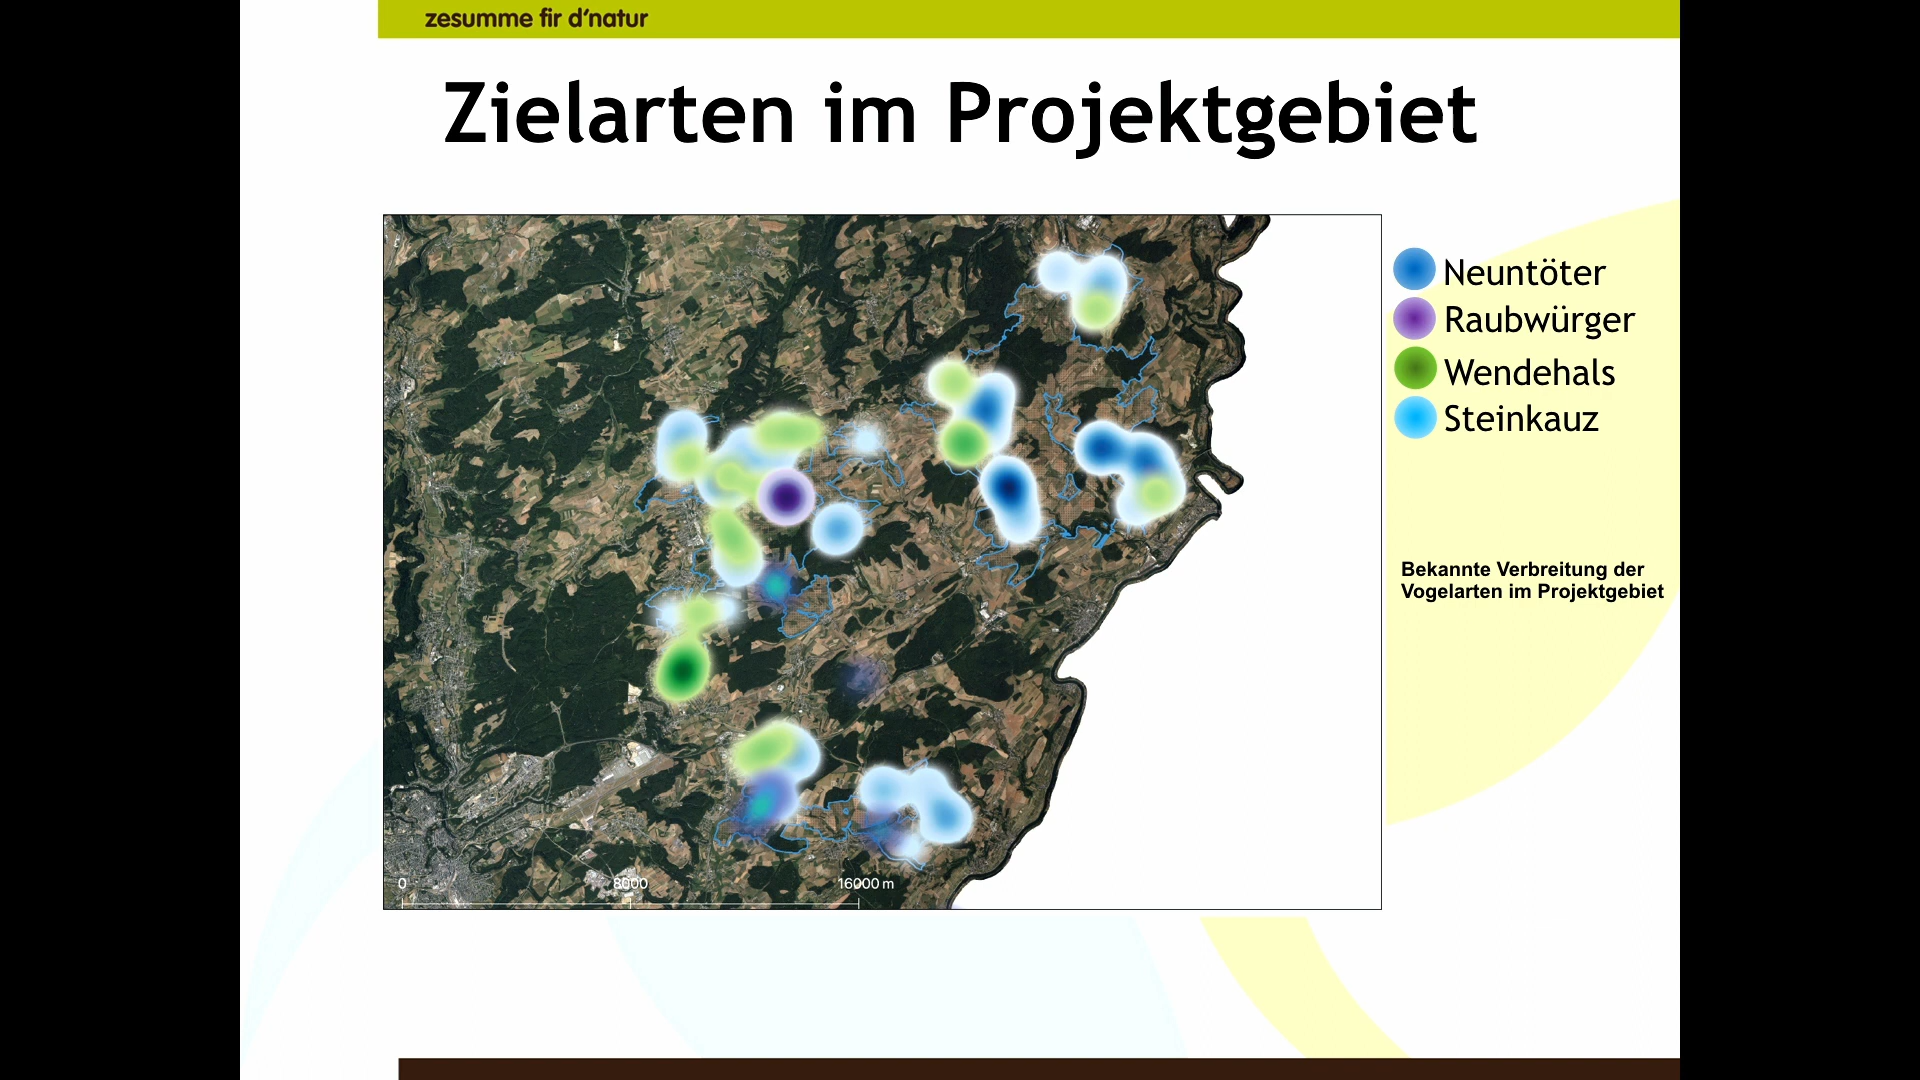 zesumme fir d'natur
Zielarten im Projektgebiet
Neuntöter
Raubwürger
Wendehals
Steinkauz
Bekannte Verbreitung der
Vogelarten im Projektgebiet
0 8000 16000 m